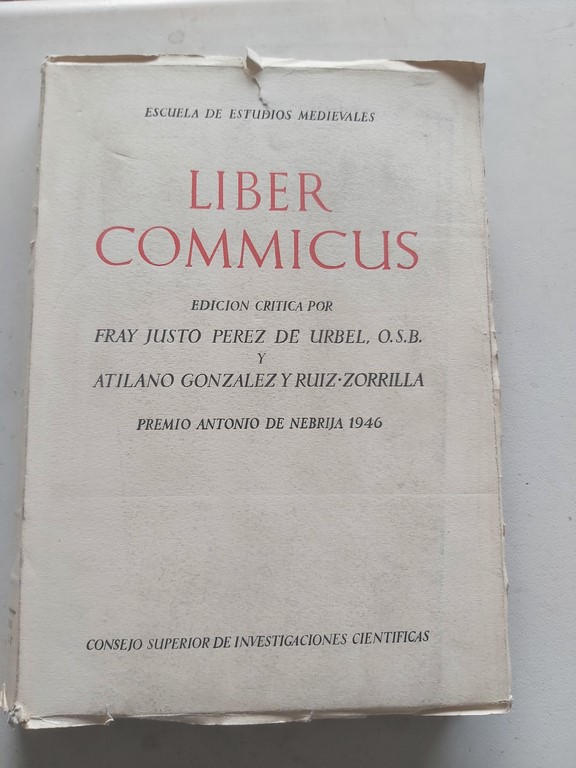 ESCUELA DE ESTUDIOS MEDIEVALES
LIBER
COMMICUS
EDICION CRITICA POR
FRAY JUSTO PEREZ DE URBEL, O.S.B.
Y
ATILANO GONZALEZ Y RUIZ-ZORRILLA
PREMIO ANTONIO DE NEBRIJA 1946
CONSEJO SUPERIOR DE INVESTIGACIONES CIENTIFICAS